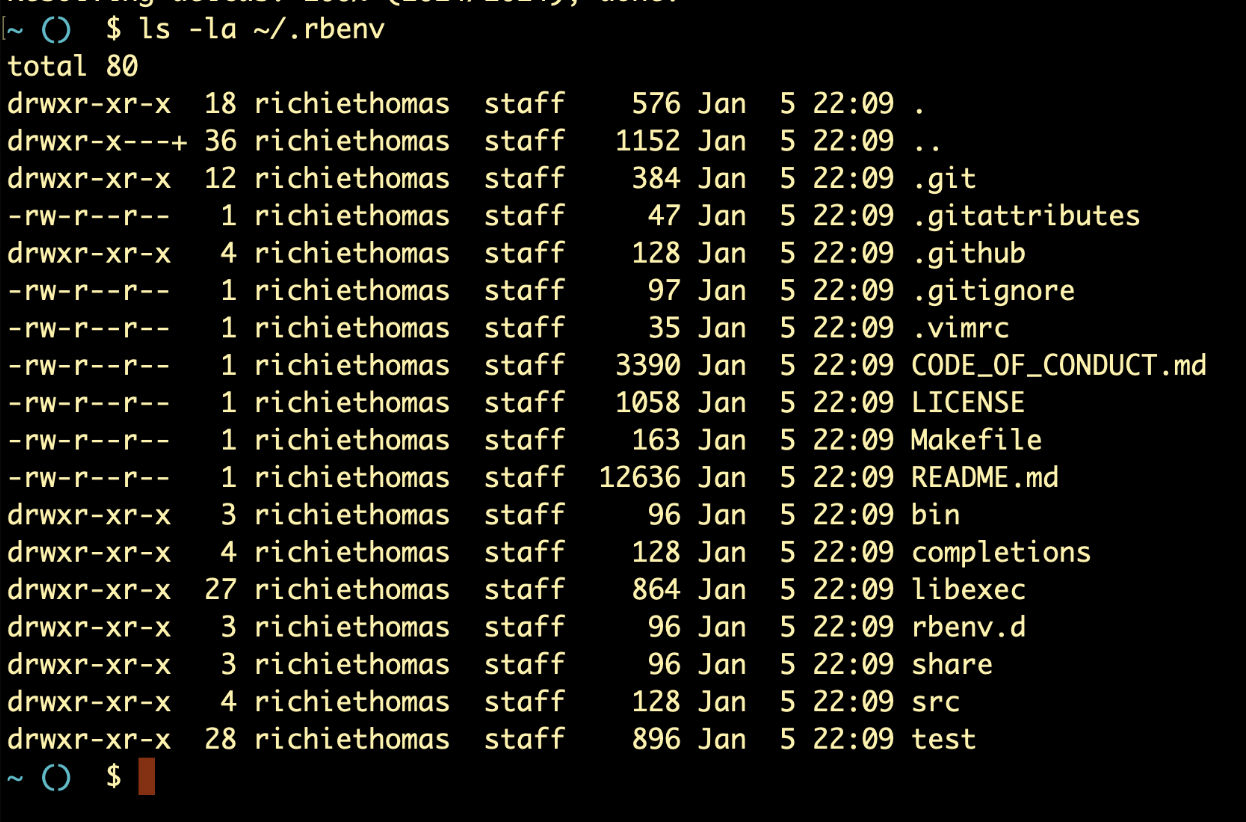 ~ ()  $ ls -la ~/.rbenv
total 80
drwxr-xr-x  18 richiethomas  staff    576 Jan  5 22:09 .
drwxr-x---+ 36 richiethomas  staff   1152 Jan  5 22:09 ..
drwxr-xr-x  12 richiethomas  staff    384 Jan  5 22:09 .git
-rw-r--r--   1 richiethomas  staff     47 Jan  5 22:09 .gitattributes
drwxr-xr-x   4 richiethomas  staff    128 Jan  5 22:09 .github
-rw-r--r--   1 richiethomas  staff     97 Jan  5 22:09 .gitignore
-rw-r--r--   1 richiethomas  staff     35 Jan  5 22:09 .vimrc
-rw-r--r--   1 richiethomas  staff   3390 Jan  5 22:09 CODE_OF_CONDUCT.md
-rw-r--r--   1 richiethomas  staff   1058 Jan  5 22:09 LICENSE
-rw-r--r--   1 richiethomas  staff    163 Jan  5 22:09 Makefile
-rw-r--r--   1 richiethomas  staff  12636 Jan  5 22:09 README.md
drwxr-xr-x   3 richiethomas  staff     96 Jan  5 22:09 bin
drwxr-xr-x   4 richiethomas  staff    128 Jan  5 22:09 completions
drwxr-xr-x  27 richiethomas  staff    864 Jan  5 22:09 libexec
drwxr-xr-x   3 richiethomas  staff     96 Jan  5 22:09 rbenv.d
drwxr-xr-x   3 richiethomas  staff     96 Jan  5 22:09 share
drwxr-xr-x   4 richiethomas  staff    128 Jan  5 22:09 src
drwxr-xr-x  28 richiethomas  staff    896 Jan  5 22:09 test
~ ()  $